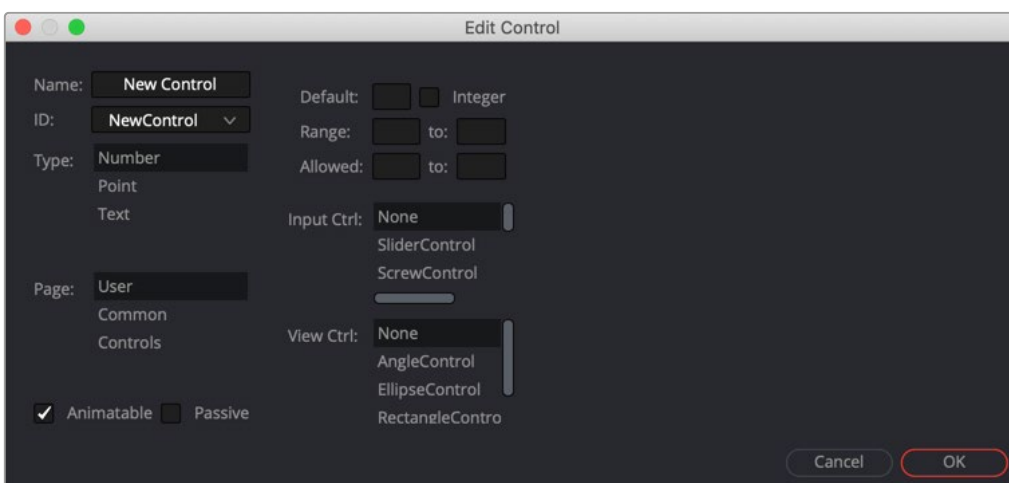 Edit Control
Name: New Control
ID: NewControl
Type: Number
Point
Text
Page: User
Common
Controls
Animatable Passive
Default: Integer
Range: to:
Allowed: to:
Input Ctrl: None
SliderControl
ScrewControl
View Ctrl: None
AngleControl
EllipseControl
RectangleContro
Cancel OK